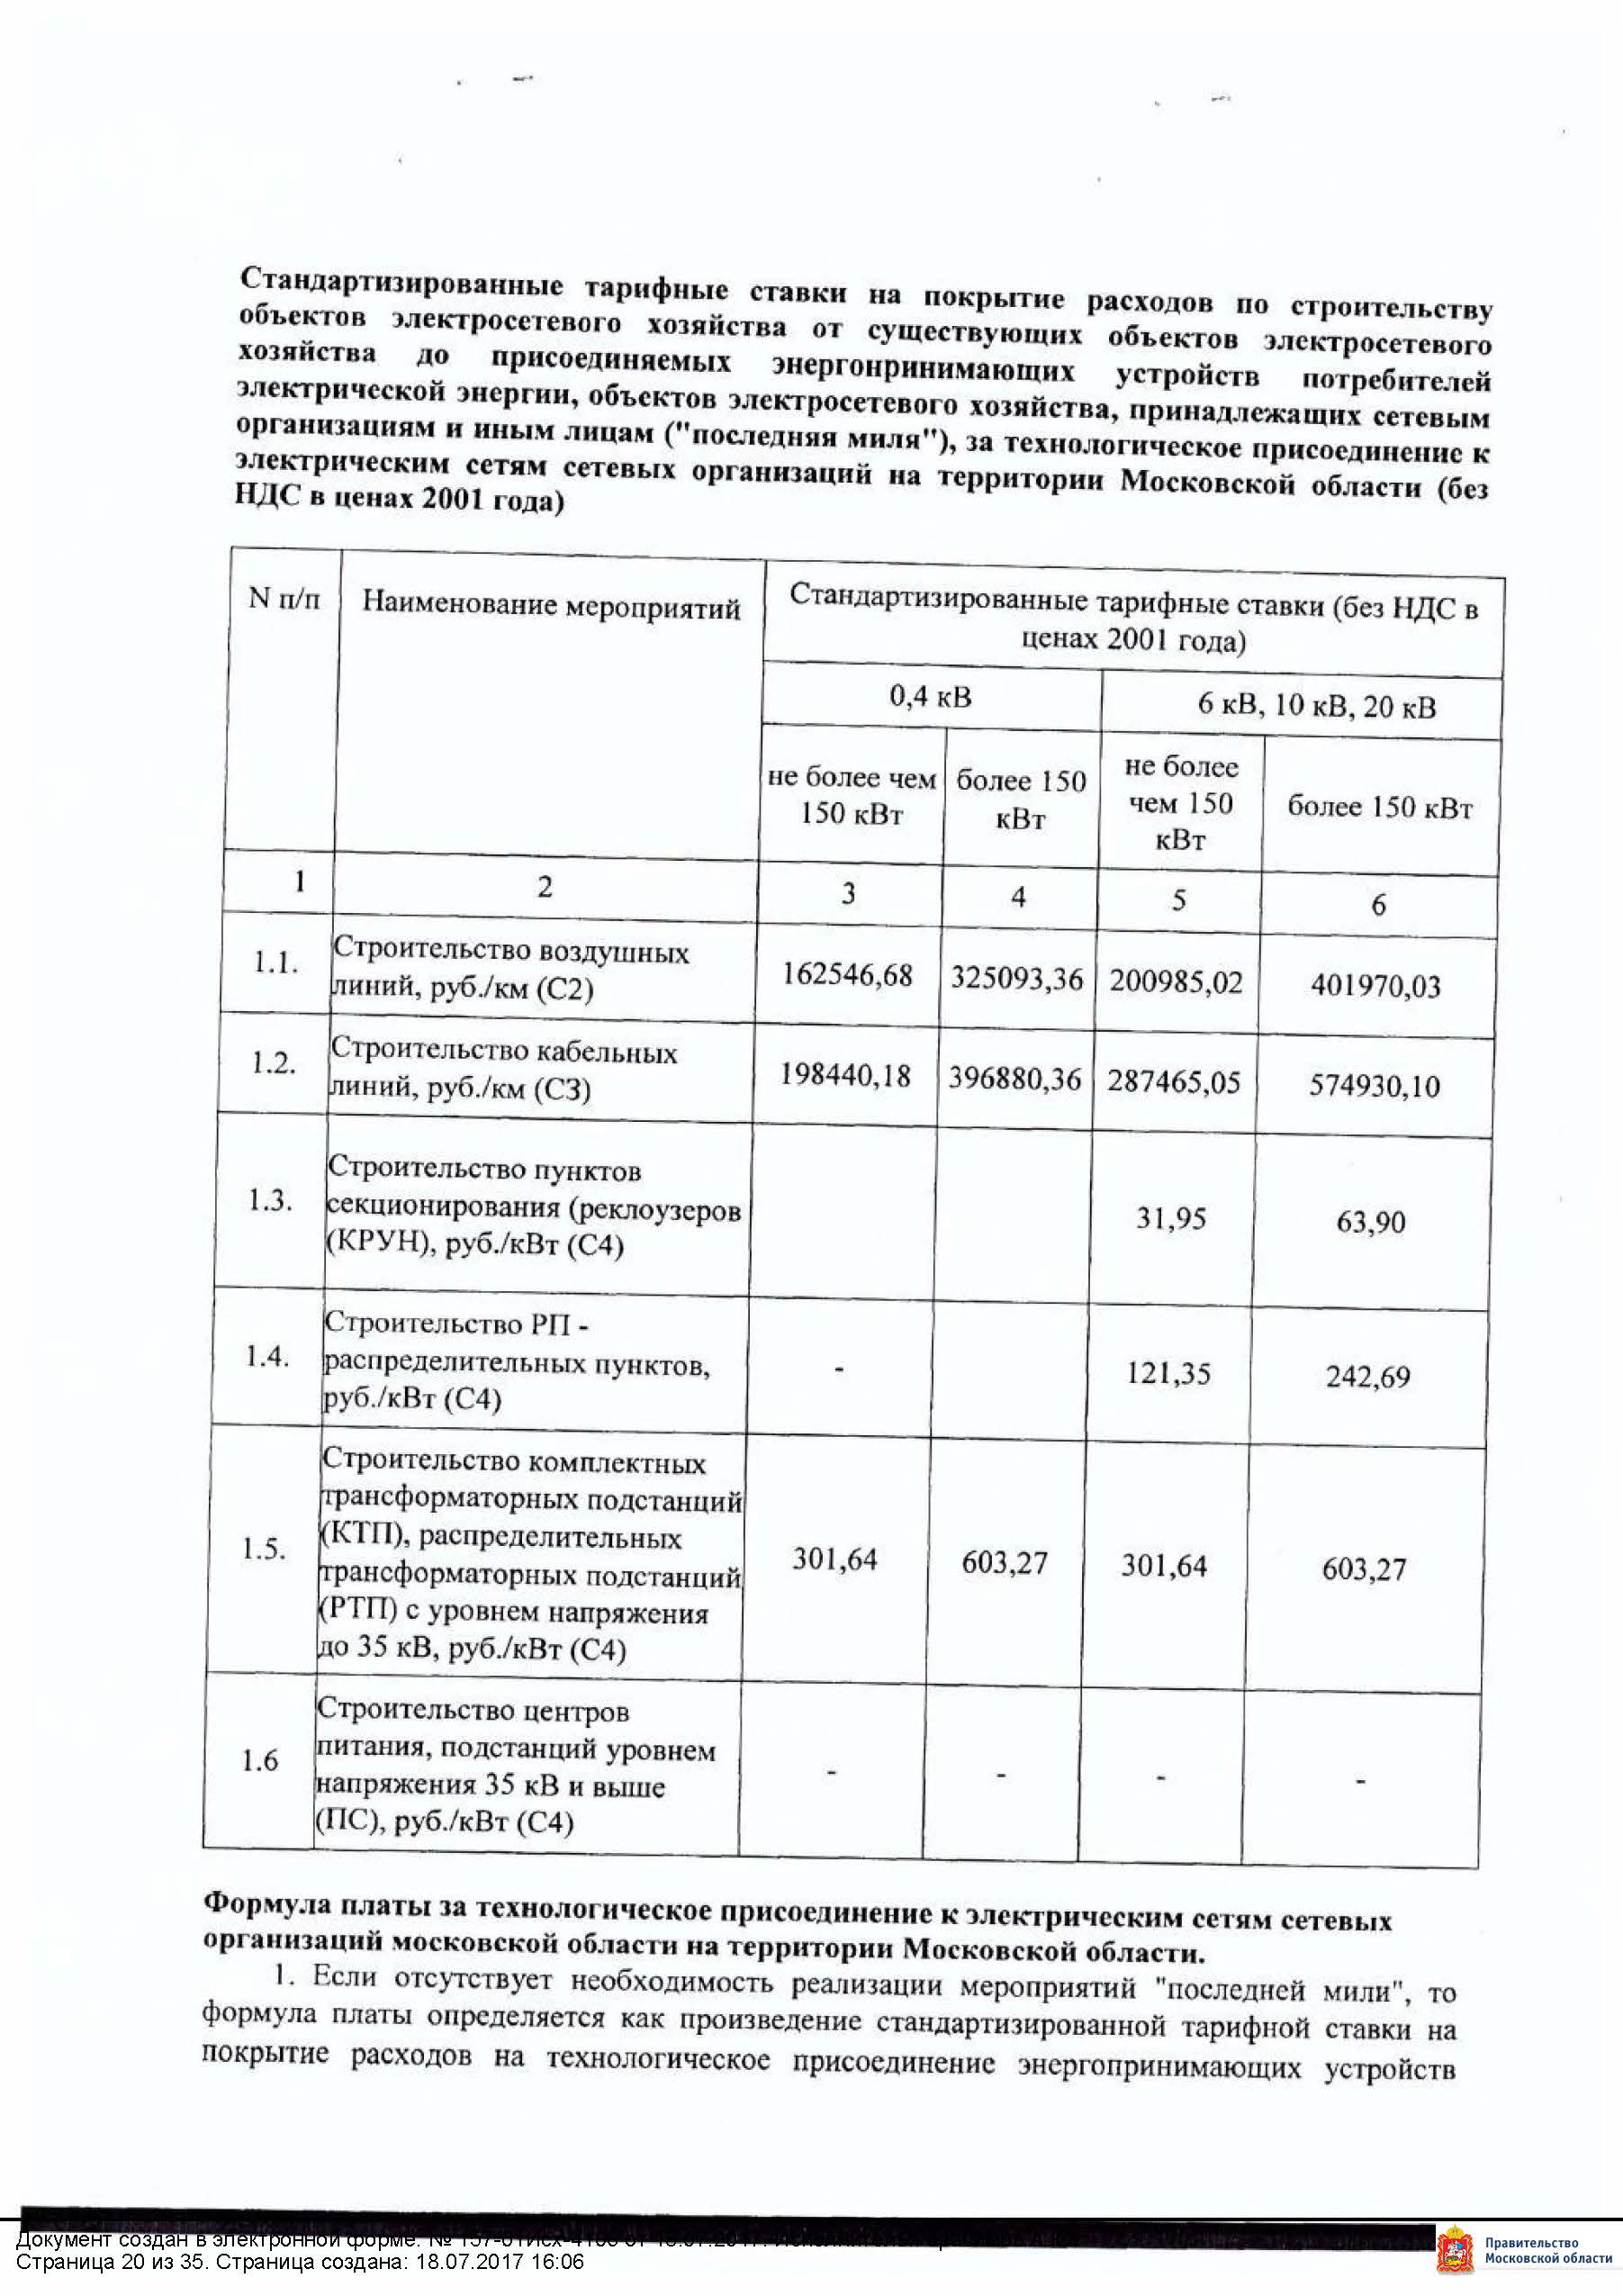 Стандартизированные тарифные ставки на покрытие расходов по строительству
объектов электросетевого хозяйства от существующих объектов электросетевого
хозяйства до присоединяемых энергонринимающих устройств потребителей
электрической энергии, объектов электросетевого хозяйства, принадлежащих сетевым
организациям и иным лицам ("последняя миля"), за технологическое присоединение к
электрическим сетям сетевых организаций на территории Московской области (без
НДС в ценах 2001 года)
N п/п
Наименование мероприятий
Стандартизированные тарифные ставки (без НДС в
ценах 2001 года)
0,4 кВ
6 кВ, 10 кВ, 20 кВ
не более чем
150 кВт
более 150
кВт
не более
чем 150
кВт
более 150 кВт
1
2
3
4
5
6
1.1.
Строительство воздушных
линий, руб./км (С2)
162546,68
325093,36
200985,02
401970,03
1.2.
Строительство кабельных
линий, руб./км (С3)
198440,18
396880,36
287465,05
574930,10
1.3.
Строительство пунктов
секционирования (реклоузеров
(КРУН), руб./кВт (С4)
31,95
63,90
1.4.
Строительство РП -
распределительных пунктов,
руб./кВт (С4)
-
121,35
242,69
1.5.
Строительство комплектных
трансформаторных подстанций
(КТП), распределительных
трансформаторных подстанций
(РТП) с уровнем напряжения
до 35 кВ, руб./кВт (С4)
301,64
603,27
301,64
603,27
1.6
Строительство центров
питания, подстанций уровнем
напряжения 35 кВ и выше
(ПС), руб./кВт (С4)
-
-
-
-
Формула платы за технологическое присоединение к электрическим сетям сетевых
организаций московской области на территории Московской области.
1. Если отсутствует необходимость реализации мероприятий "последней мили", то
формула платы определяется как произведение стандартизированной тарифной ставки на
покрытие расходов на технологическое присоединение энергопринимающих устройств
Документ создан в электронной форме. №
Страница 20 из 35. Страница создана: 18.07.2017 16:06
Правительство
Московской области